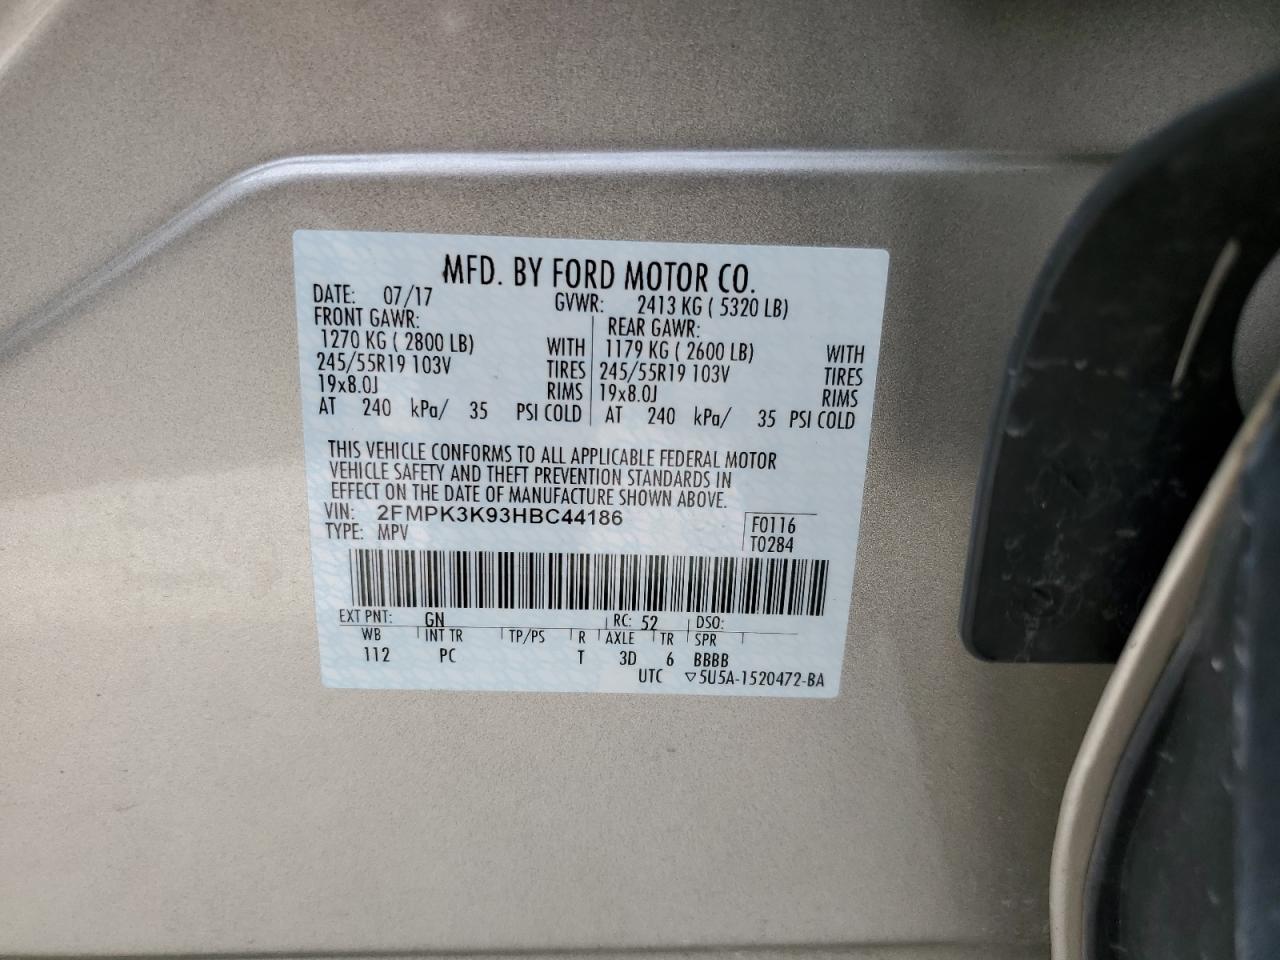 MFD. BY FORD MOTOR CO.
DATE: 07/17 GVWR: 2413 KG ( 5320 LB)
FRONT GAWR: REAR GAWR:
1270 KG ( 2800 LB) WITH 1179 KG ( 2600 LB) WITH
245/55R19 103V TIRES 245/55R19 103V TIRES
19x8.0J RIMS 19x8.0J RIMS
AT 240 kPa/ 35 PSI COLD AT 240 kPa/ 35 PSI COLD
THIS VEHICLE CONFORMS TO ALL APPLICABLE FEDERAL MOTOR
VEHICLE SAFETY AND THEFT PREVENTION STANDARDS IN
EFFECT ON THE DATE OF MANUFACTURE SHOWN ABOVE.
VIN: 2FMPK3K93HBC44186 F0116
TYPE: MPV T0284
EXT PNT: GN RC: 52 DSO:
WB INT TR TP/PS R AXLE TR SPR
112 PC T 3D 6 BBBB
UTC ▽5U5A-1520472-BA